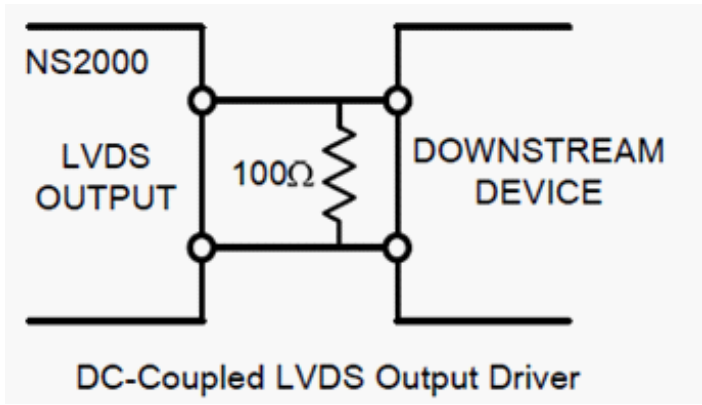 NS2000
LVDS
OUTPUT
100Ω
DOWNSTREAM
DEVICE
DC-Coupled LVDS Output Driver